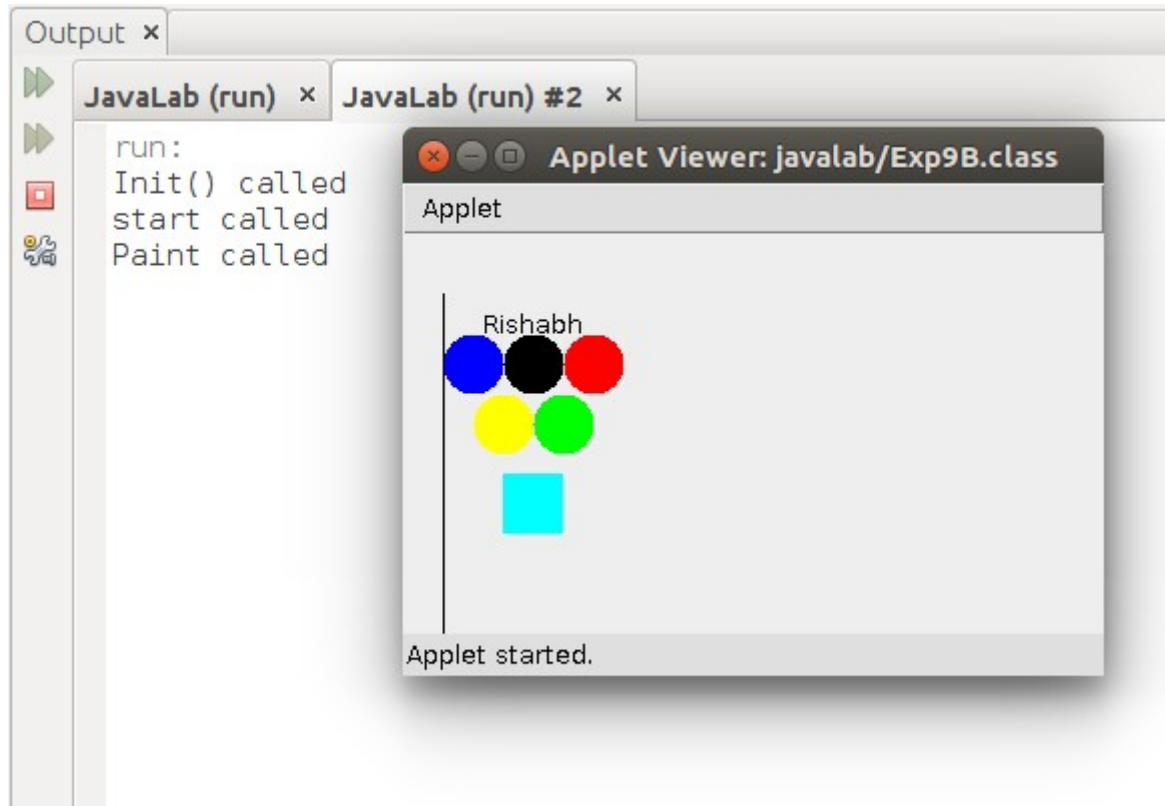 Output ×
JavaLab (run) × JavaLab (run) #2 ×
run:
Init() called
start called
Paint called
Applet Viewer: javalab/Exp9B.class
Applet
Rishabh
Applet started.